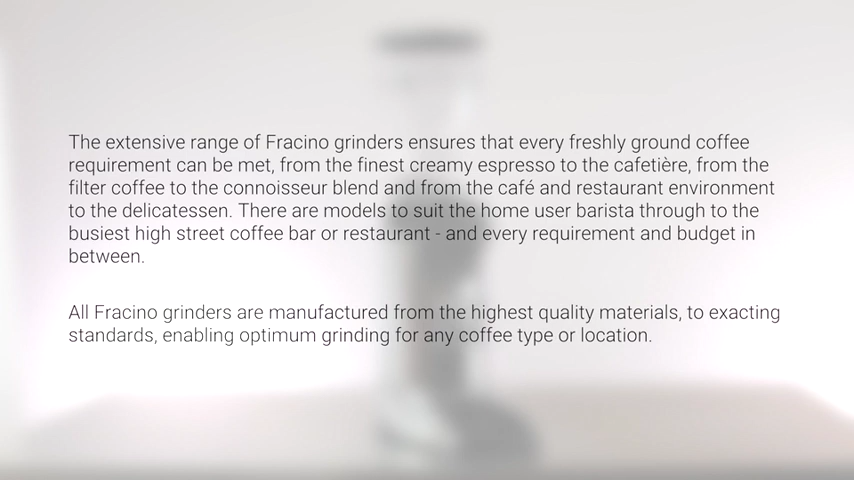 The extensive range of Fracino grinders ensures that every freshly ground coffee
requirement can be met, from the finest creamy espresso to the cafetière, from the
filter coffee to the connoisseur blend and from the café and restaurant environment
to the delicatessen. There are models to suit the home user barista through to the
busiest high street coffee bar or restaurant - and every requirement and budget in
between.
All Fracino grinders are manufactured from the highest quality materials, to exacting
standards, enabling optimum grinding for any coffee type or location.